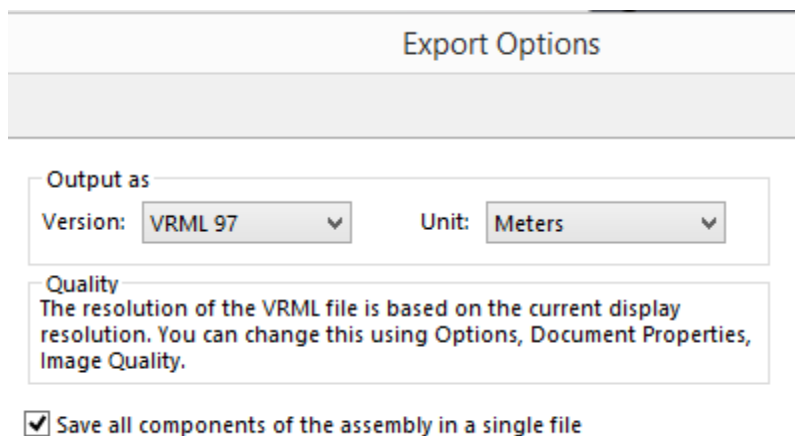 Export Options
Output as
Version: VRML 97 Unit: Meters
Quality
The resolution of the VRML file is based on the current display
resolution. You can change this using Options, Document Properties,
Image Quality.
Save all components of the assembly in a single file